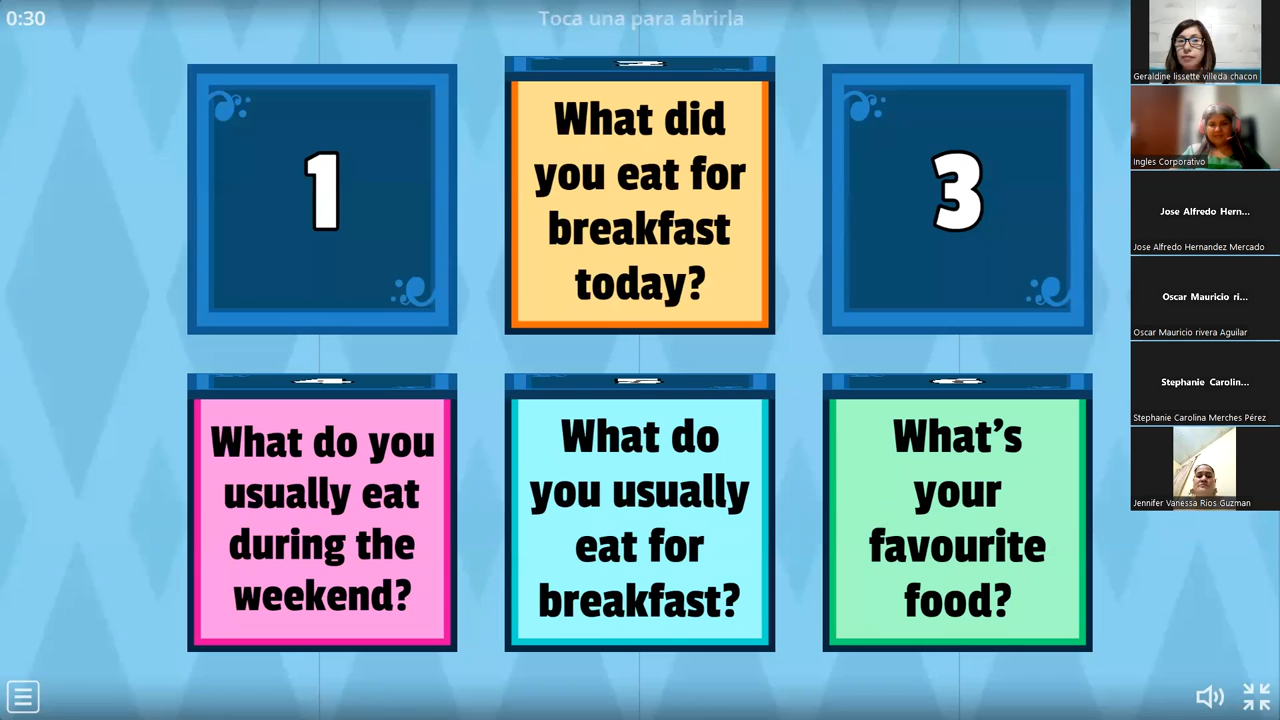 0:30
Toca una para abrirla
1
What did
you eat for
breakfast
today?
3
What do you
usually eat
during the
weekend?
What do
you usually
eat for
breakfast?
What's
your
favourite
food?
Geraldine lissette villeda chacon
Ingles Corporativo
Jose Alfredo Hern...
Jose Alfredo Hernandez Mercado
Oscar Mauricio ri...
Oscar Mauricio rivera Aguilar
Stephanie Carolin...
Stephanie Carolina Merches Pérez
Jennifer Vanessa Rios Guzman